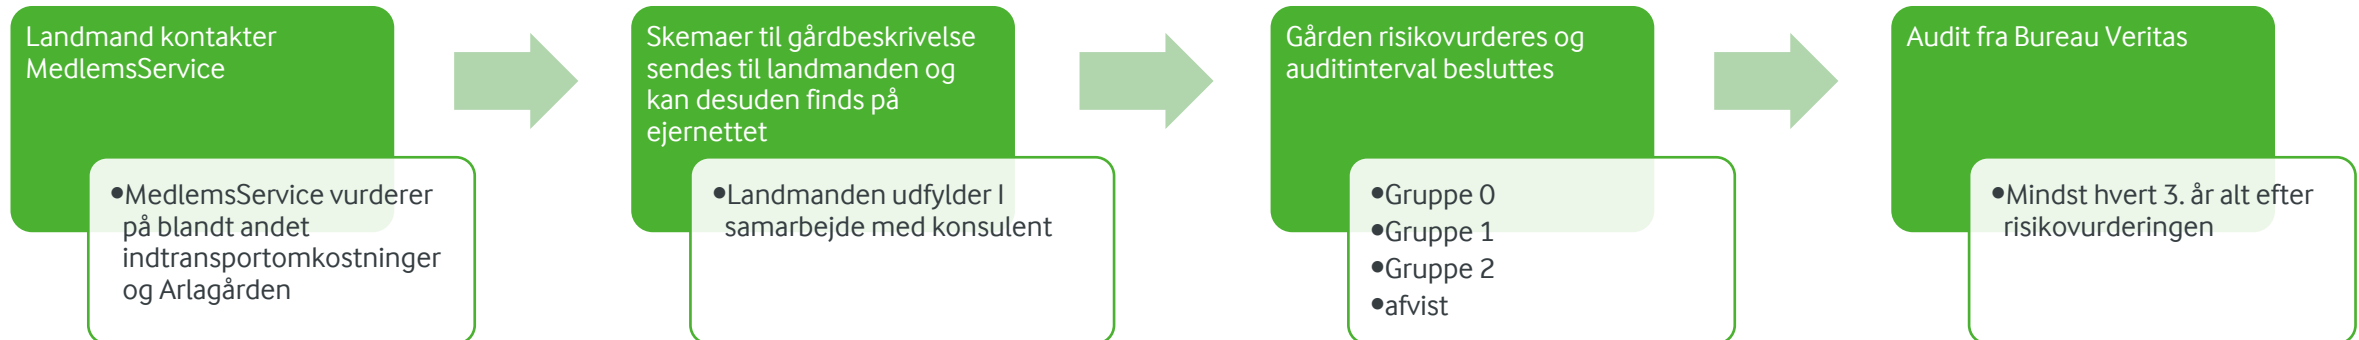 Landmand kontakter
MedlemsService
•MedlemsService vurderer
på blandt andet
indtransportomkostninger
og Arlagården
Skemaer til gårdbeskrivelse
sendes til landmanden og
kan desuden finds på
ejernettet
•Landmanden udfylder I
samarbejde med konsulent
Gården risikovurderes og
auditinterval besluttes
•Gruppe 0
•Gruppe 1
•Gruppe 2
•afvist
Audit fra Bureau Veritas
•Mindst hvert 3. år alt efter
risikovurderingen